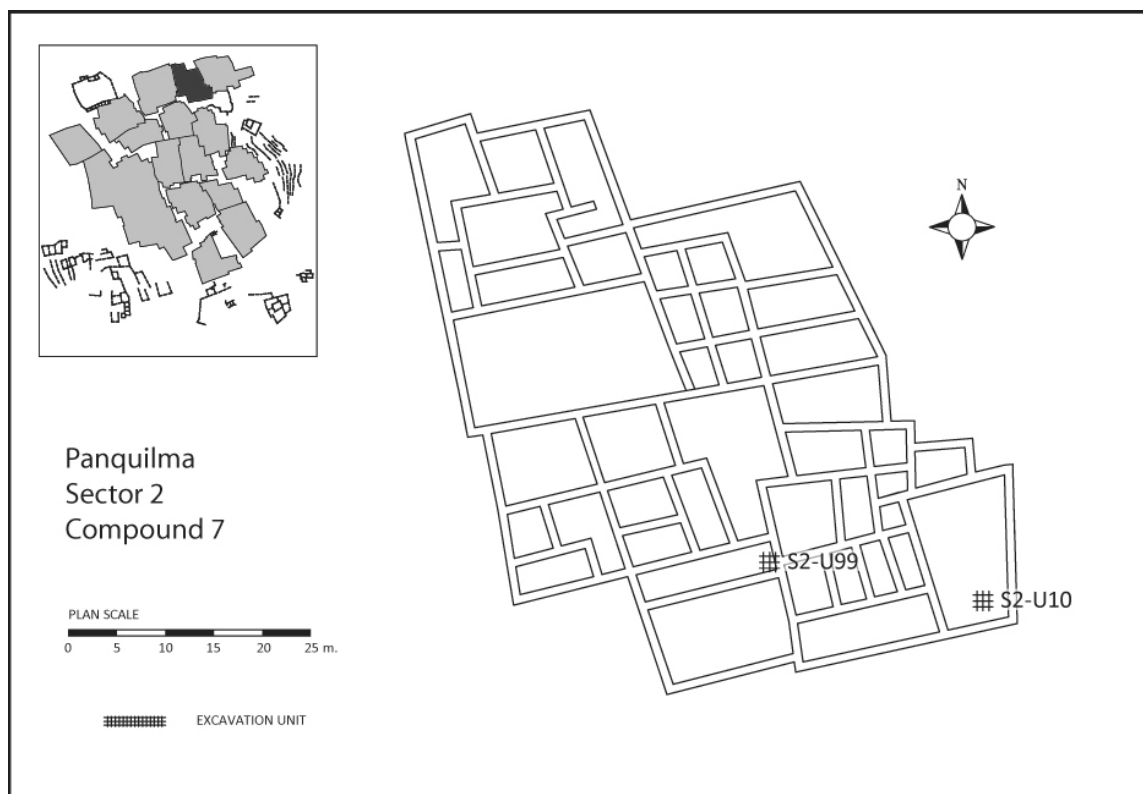 N
Panquilma
Sector 2
Compound 7
S2-U99
S2-U10
PLAN SCALE
0 5 10 15 20 25 m.
EXCAVATION UNIT